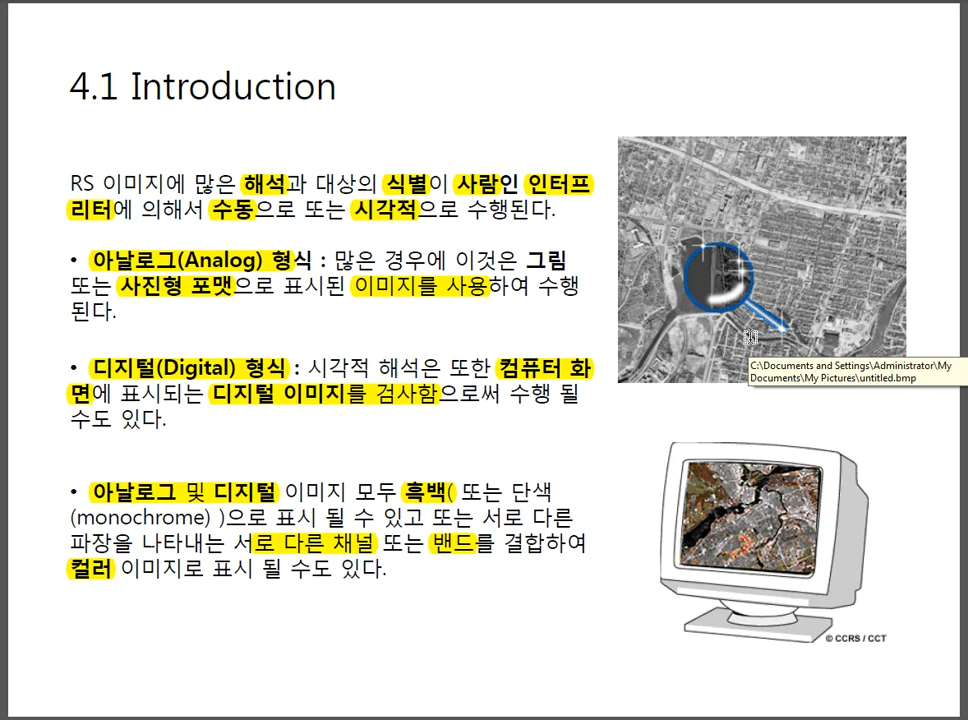 4.1 Introduction
RS 이미지에 많은 해석과 대상의 식별이 사람인 인터프
리터에 의해서 수동으로 또는 시각적으로 수행된다.
• 아날로그(Analog) 형식 : 많은 경우에 이것은 그림
또는 사진형 포맷으로 표시된 이미지를 사용하여 수행
된다.
• 디지털(Digital) 형식 : 시각적 해석은 또한 컴퓨터 화
면에 표시되는 디지털 이미지를 검사함으로써 수행 될
수도 있다.
• 아날로그 및 디지털 이미지 모두 흑백( 또는 단색
(monochrome) )으로 표시 될 수 있고 또는 서로 다른
파장을 나타내는 서로 다른 채널 또는 밴드를 결합하여
컬러 이미지로 표시 될 수도 있다.
C:\Documents and Settings\Administrator\My
Documents\My Pictures\untitled.bmp
© CCRS / CCT